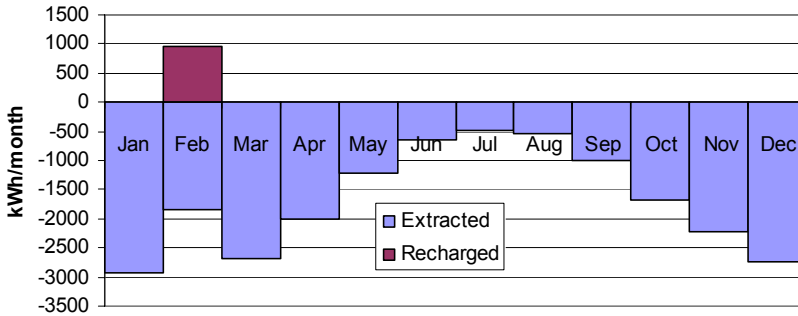 1500
1000
500
0
-500
-1000
-1500
-2000
-2500
-3000
-3500
kWh/month
Jan Feb Mar Apr May Jun Jul Aug Sep Oct Nov Dec
Extracted
Recharged